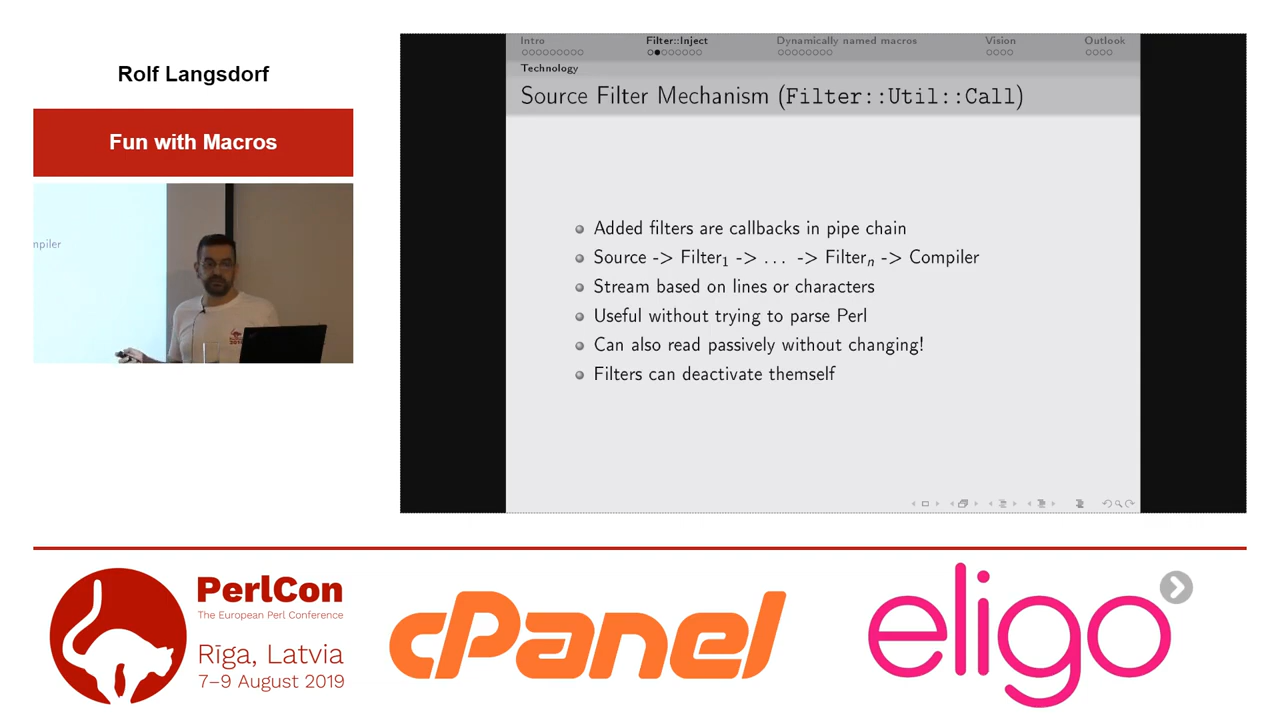 Rolf Langsdorf
Fun with Macros
mpiler
Intro
Filter::Inject
Dynamically named macros
Vision
Outlook
Technology
Source Filter Mechanism (Filter::Util::Call)
Added filters are callbacks in pipe chain
Source -> Filter1 -> ... -> Filtern -> Compiler
Stream based on lines or characters
Useful without trying to parse Perl
Can also read passively without changing!
Filters can deactivate themself
PerlCon
The European Perl Conference
Rīga, Latvia
7–9 August 2019
cPanel
eligo